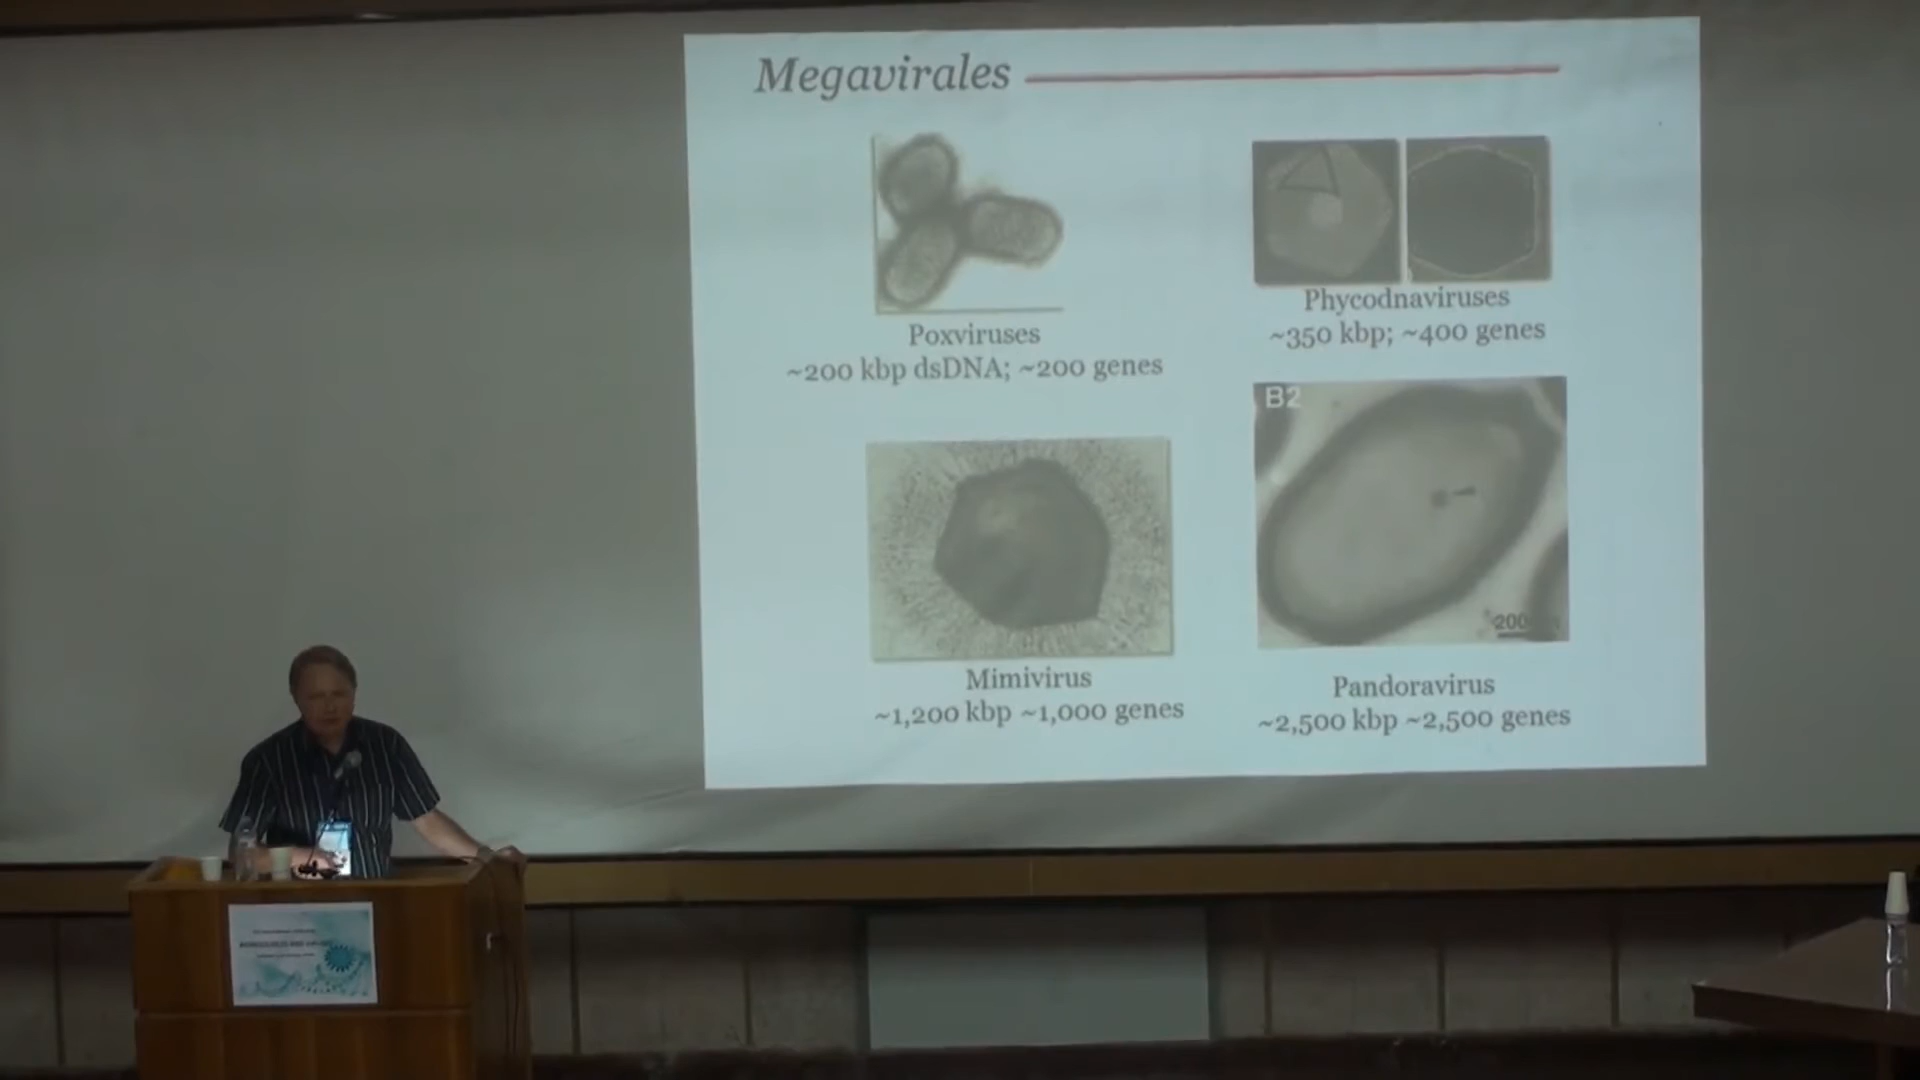 Megavirales
Poxviruses
~200 kbp dsDNA; ~200 genes
Phycodnaviruses
~350 kbp; ~400 genes
B2
200
Mimivirus
~1,200 kbp ~1,000 genes
Pandoravirus
~2,500 kbp ~2,500 genes